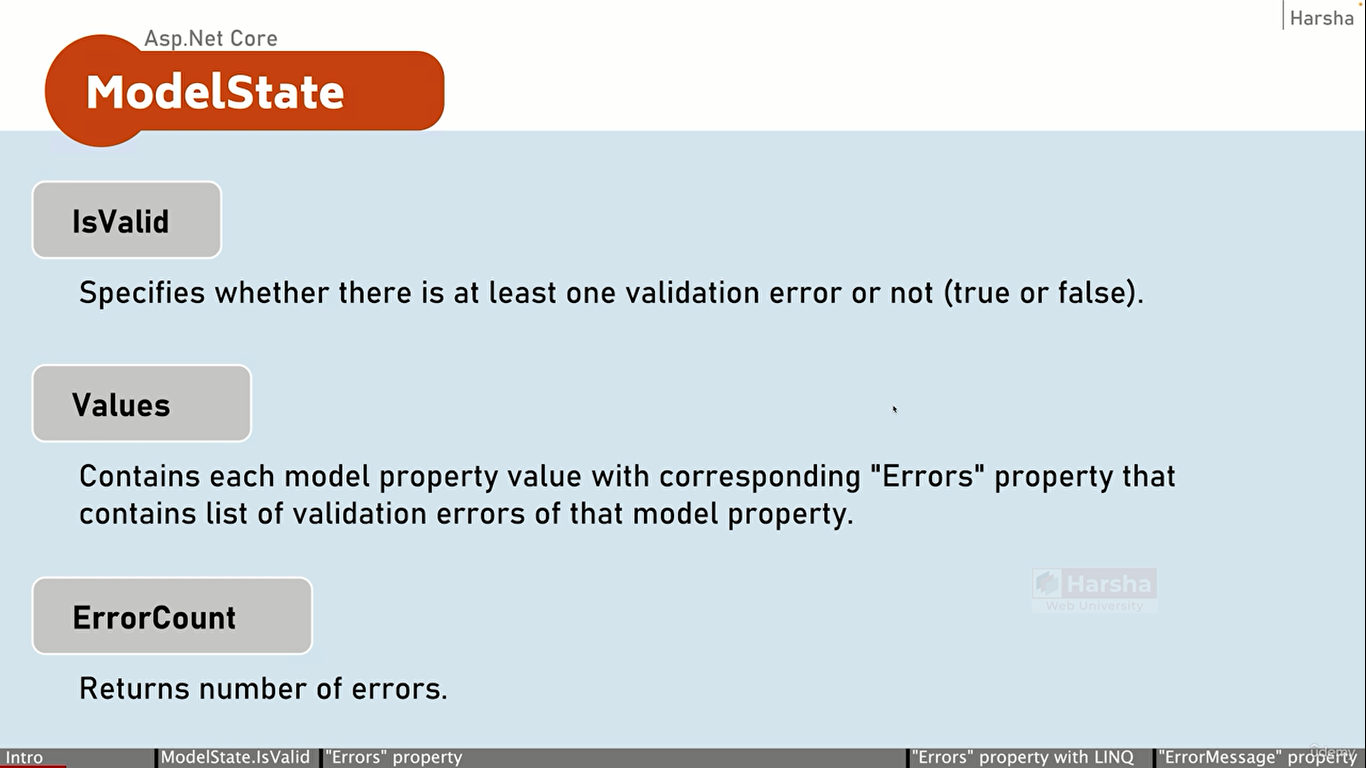 Harsha
Asp.Net Core
ModelState
IsValid
Specifies whether there is at least one validation error or not (true or false).
Values
Contains each model property value with corresponding "Errors" property that
contains list of validation errors of that model property.
Harsha
Web University
ErrorCount
Returns number of errors.
Intro
ModelState.IsValid
"Errors" property
"Errors" property with LINQ
"ErrorMessage" property
ûdemy